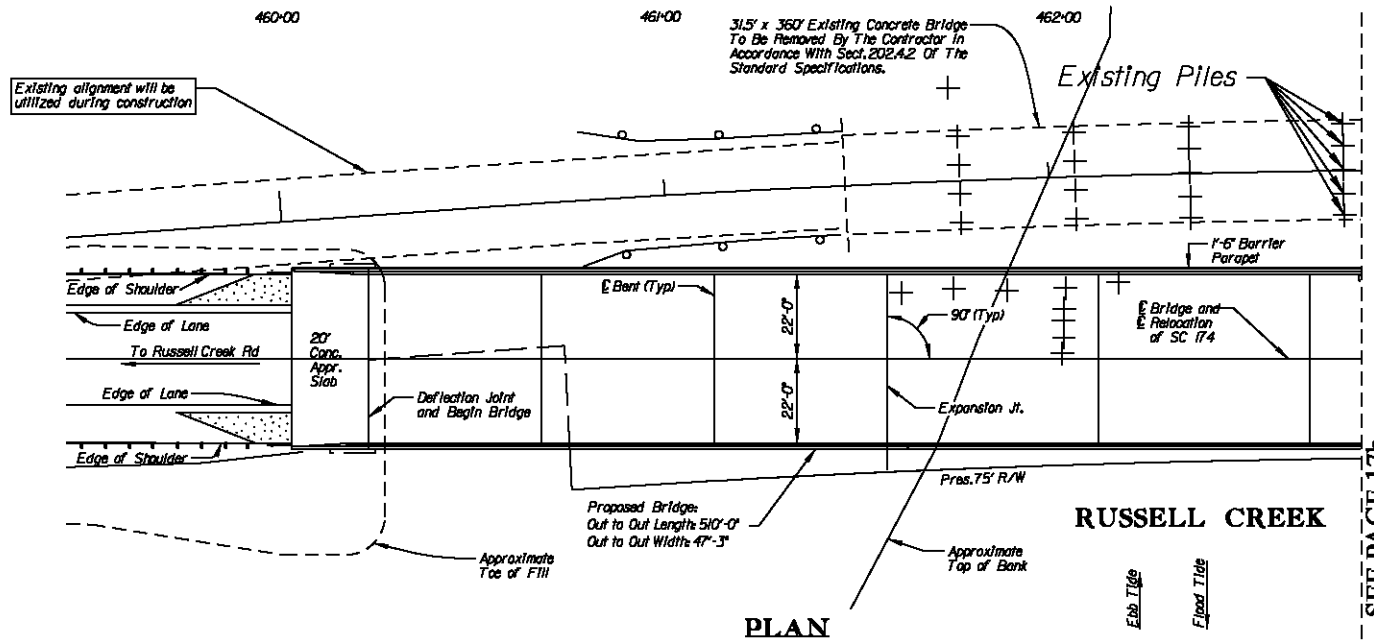 460+00
461+00
462+00
31.5' x 360' Existing Concrete Bridge
To Be Removed By The Contractor In
Accordance With Sect. 202.4.2 Of The
Standard Specifications.
Existing Piles
Existing alignment will be
utilized during construction
1'-6" Barrier
Parapet
Edge of Shoulder
Edge of Lane
To Russell Creek Rd
20'
Conc.
Appr.
Slab
℄ Bent (Typ)
22'-0"
90° (Typ)
℄ Bridge and
℄ Relocation
of SC 174
Edge of Lane
Deflection Joint
and Begin Bridge
22'-0"
Expansion Jt.
Edge of Shoulder
Pres. 75' R/W
Proposed Bridge:
Out to Out Length: 510'-0"
Out to Out Width: 47'-3"
RUSSELL CREEK
Approximate
Toe of Fill
Approximate
Top of Bank
Ebb Tide
Flood Tide
PLAN
SEE PAGE 17b